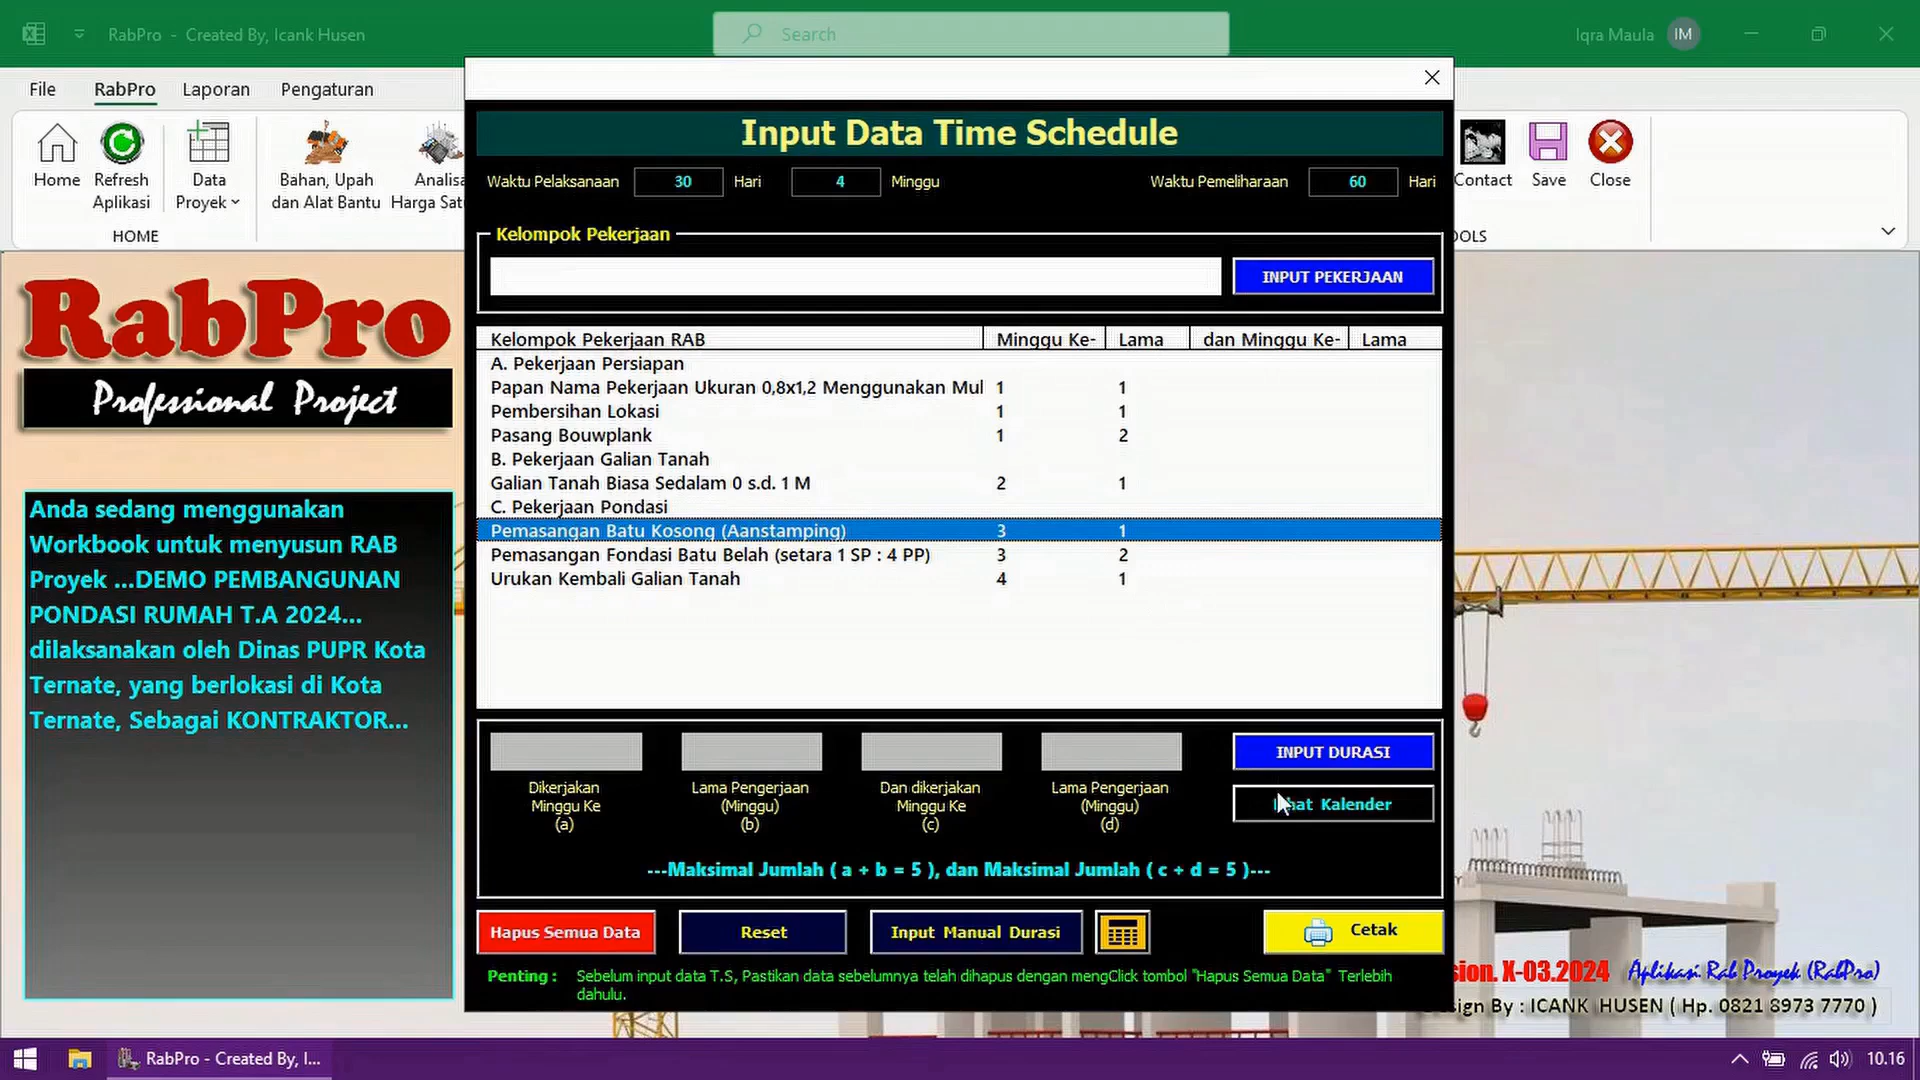 RabPro - Created By, Icank Husen
Search
Iqra Maula IM
File RabPro Laporan Pengaturan
Home
Refresh Aplikasi
Data Proyek
Bahan, Upah dan Alat Bantu
Analisa
HOME
Contact
Save
Close
RabPro
Professional Project
Anda sedang menggunakan
Workbook untuk menyusun RAB
Proyek ...DEMO PEMBANGUNAN
PONDASI RUMAH T.A 2024...
dilaksanakan oleh Dinas PUPR Kota
Ternate, yang berlokasi di Kota
Ternate, Sebagai KONTRAKTOR...
Input Data Time Schedule
Waktu Pelaksanaan 30 Hari 4 Minggu Waktu Pemeliharaan 60 Hari
Kelompok Pekerjaan
INPUT PEKERJAAN
Kelompok Pekerjaan RAB Minggu Ke- Lama dan Minggu Ke- Lama
A. Pekerjaan Persiapan
Papan Nama Pekerjaan Ukuran 0,8x1,2 Menggunakan Mul 1 1
Pembersihan Lokasi 1 1
Pasang Bouwplank 1 2
B. Pekerjaan Galian Tanah
Galian Tanah Biasa Sedalam 0 s.d. 1 M 2 1
C. Pekerjaan Pondasi
Pemasangan Batu Kosong (Aanstamping) 3 1
Pemasangan Fondasi Batu Belah (setara 1 SP : 4 PP) 3 2
Urukan Kembali Galian Tanah 4 1
INPUT DURASI
Dikerjakan Minggu Ke (a)
Lama Pengerjaan (Minggu) (b)
Dan dikerjakan Minggu Ke (c)
Lama Pengerjaan (Minggu) (d)
Kalender
---Maksimal Jumlah ( a + b = 5 ), dan Maksimal Jumlah ( c + d = 5 )---
Hapus Semua Data
Reset
Input Manual Durasi
Cetak
Penting : Sebelum input data T.S, Pastikan data sebelumnya telah dihapus dengan mengClick tombol "Hapus Semua Data" Terlebih
dahulu.
X-03.2024 Aplikasi Rab Proyek (RabPro)
By : ICANK HUSEN ( Hp. 0821 8973 7770 )
RabPro - Created By, I...
10.16